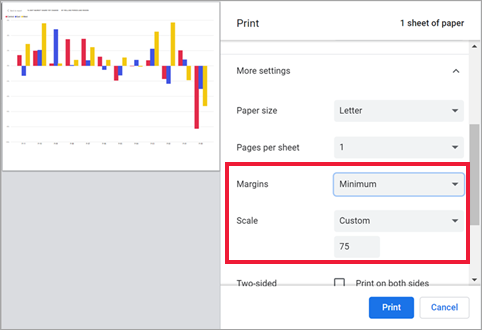 Print
1 sheet of paper
More settings
Paper size
Letter
Pages per sheet
1
Margins
Minimum
Scale
Custom
75
Two-sided
Print on both sides
Print
Cancel